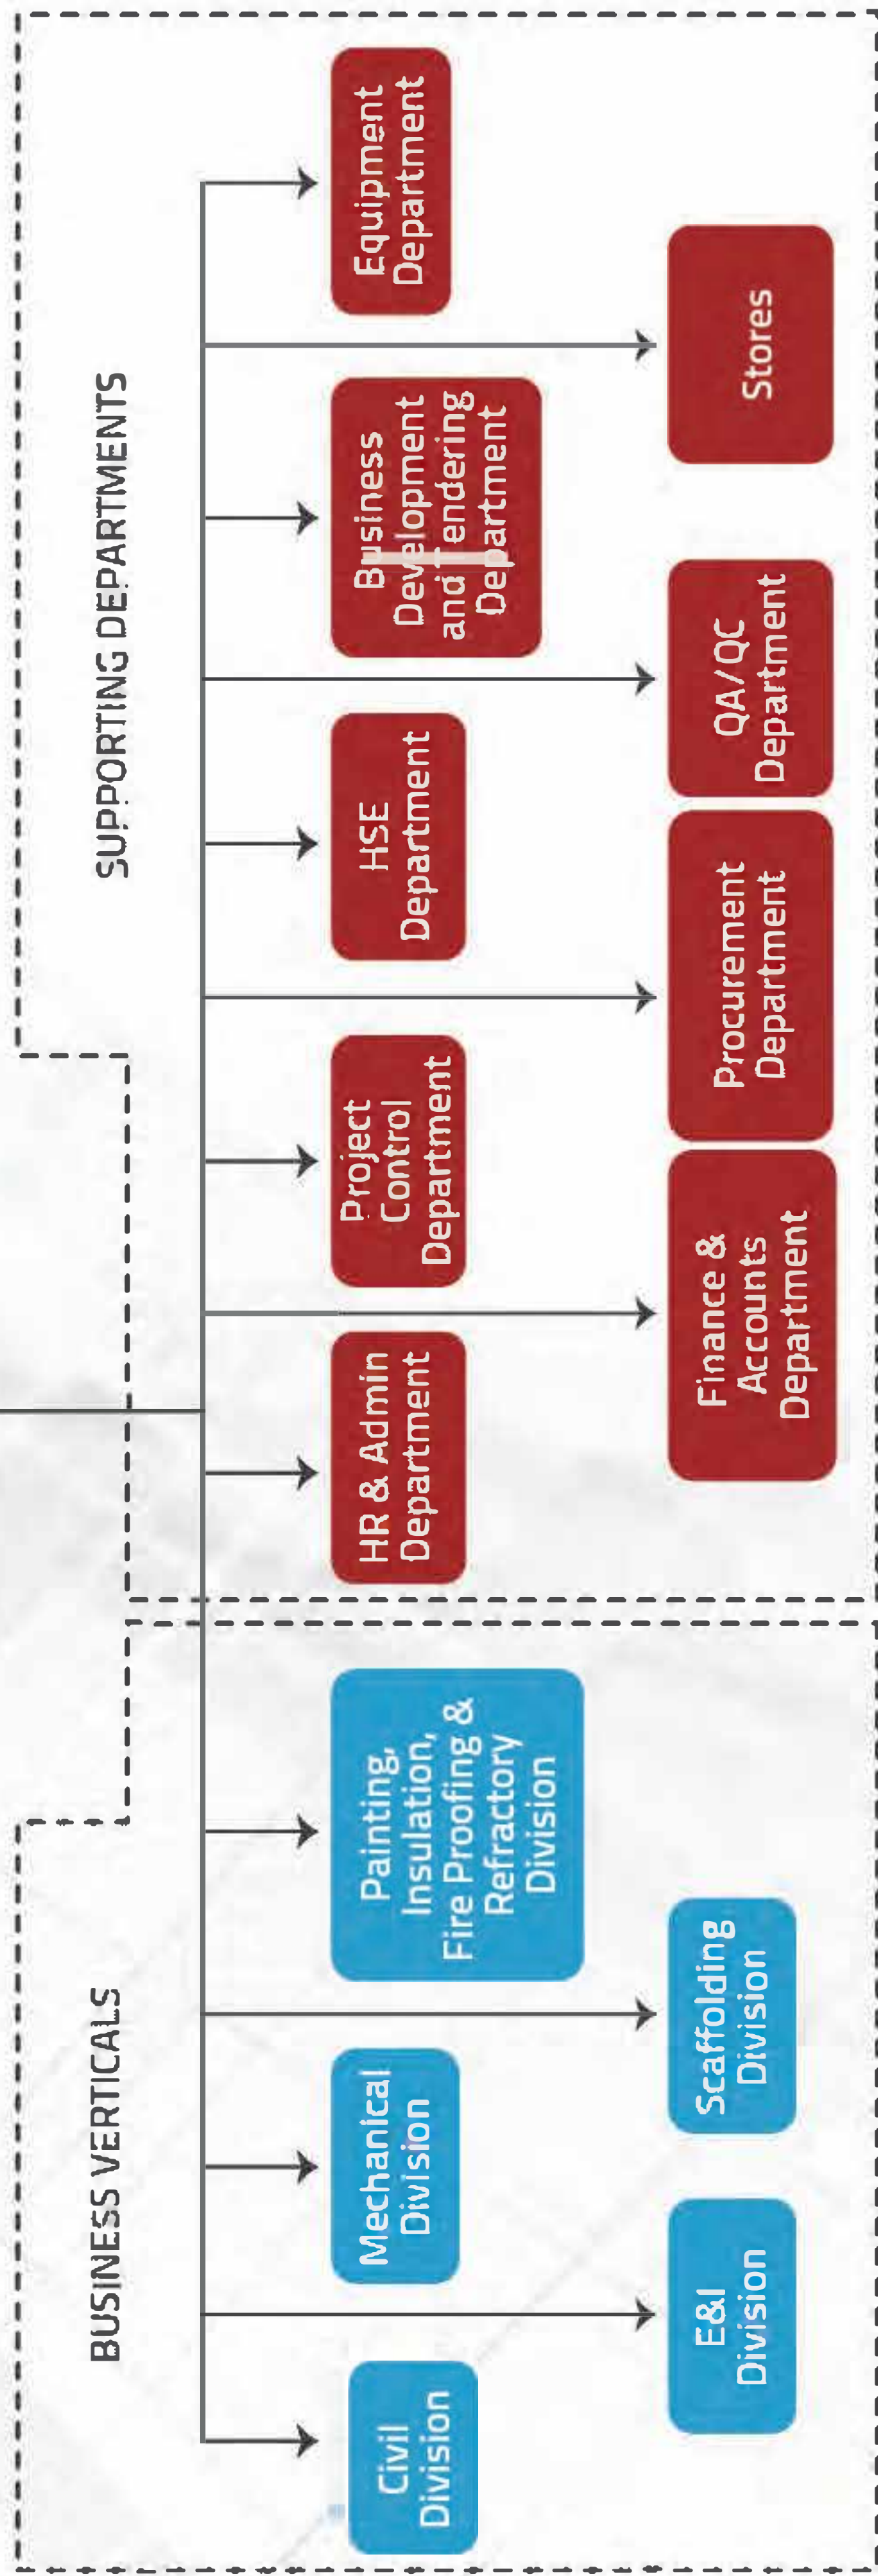 BUSINESS VERTICALS
SUPPORTING DEPARTMENTS
Civil
Division
Mechanical
Division
Painting,
Insulation,
Fire Proofing &
Refractory
Division
HR & Admin
Department
Project
Control
Department
HSE
Department
Business
Development
and Tendering
Department
Equipment
Department
E&I
Division
Scaffolding
Division
Finance &
Accounts
Department
Procurement
Department
QA/QC
Department
Stores